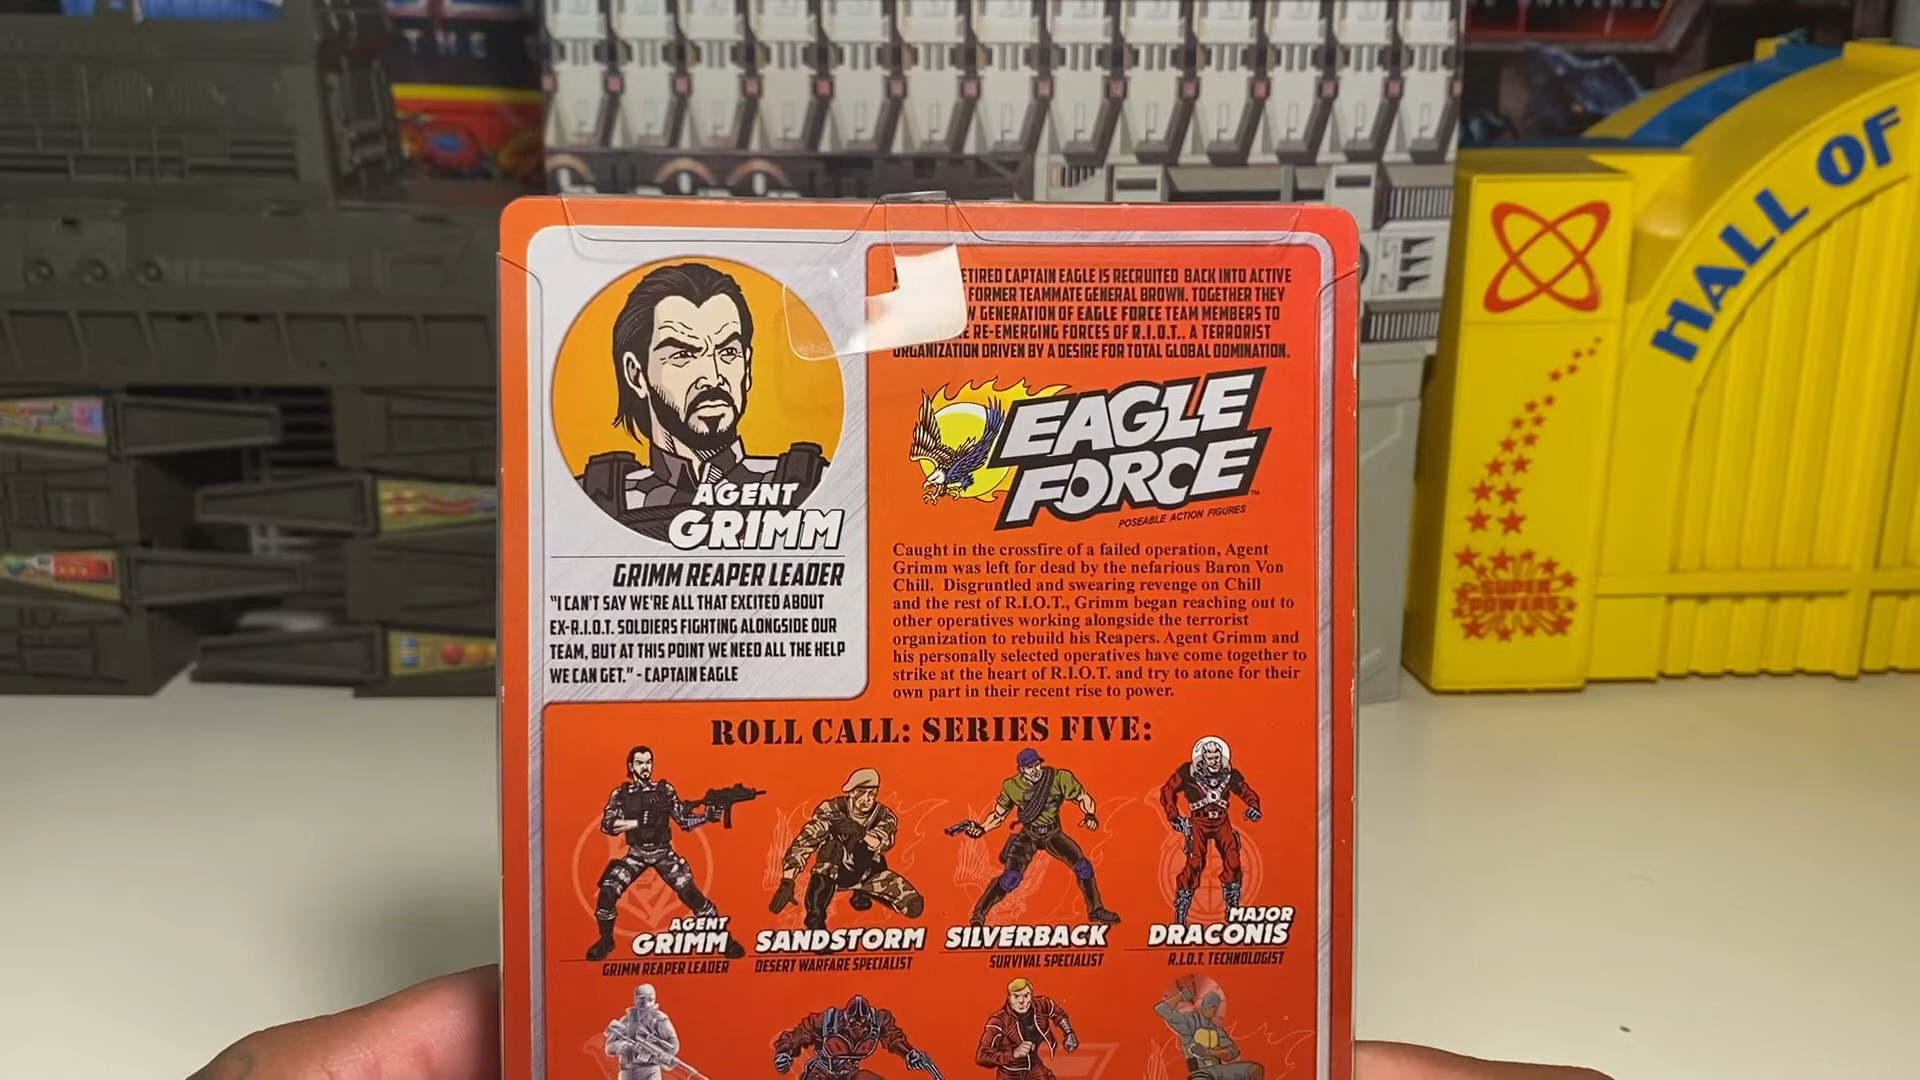 THE
THE UNIVERSE
HALL OF
SUPER
POWERS
ETIRED CAPTAIN EAGLE IS RECRUITED BACK INTO ACTIVE
FORMER TEAMMATE GENERAL BROWN. TOGETHER THEY
GENERATION OF EAGLE FORCE TEAM MEMBERS TO
RE-EMERGING FORCES OF R.I.O.T., A TERRORIST
ORGANIZATION DRIVEN BY A DESIRE FOR TOTAL GLOBAL DOMINATION.
EAGLE
FORCE™
POSEABLE ACTION FIGURES
AGENT
GRIMM
GRIMM REAPER LEADER
"I CAN'T SAY WE'RE ALL THAT EXCITED ABOUT
EX-R.I.O.T. SOLDIERS FIGHTING ALONGSIDE OUR
TEAM, BUT AT THIS POINT WE NEED ALL THE HELP
WE CAN GET." - CAPTAIN EAGLE
Caught in the crossfire of a failed operation, Agent
Grimm was left for dead by the nefarious Baron Von
Chill. Disgruntled and swearing revenge on Chill
and the rest of R.I.O.T., Grimm began reaching out to
other operatives working alongside the terrorist
organization to rebuild his Reapers. Agent Grimm and
his personally selected operatives have come together to
strike at the heart of R.I.O.T. and try to atone for their
own part in their recent rise to power.
ROLL CALL: SERIES FIVE:
AGENT
GRIMM
GRIMM REAPER LEADER
SANDSTORM
DESERT WARFARE SPECIALIST
SILVERBACK
SURVIVAL SPECIALIST
MAJOR
DRACONIS
R.I.O.T. TECHNOLOGIST